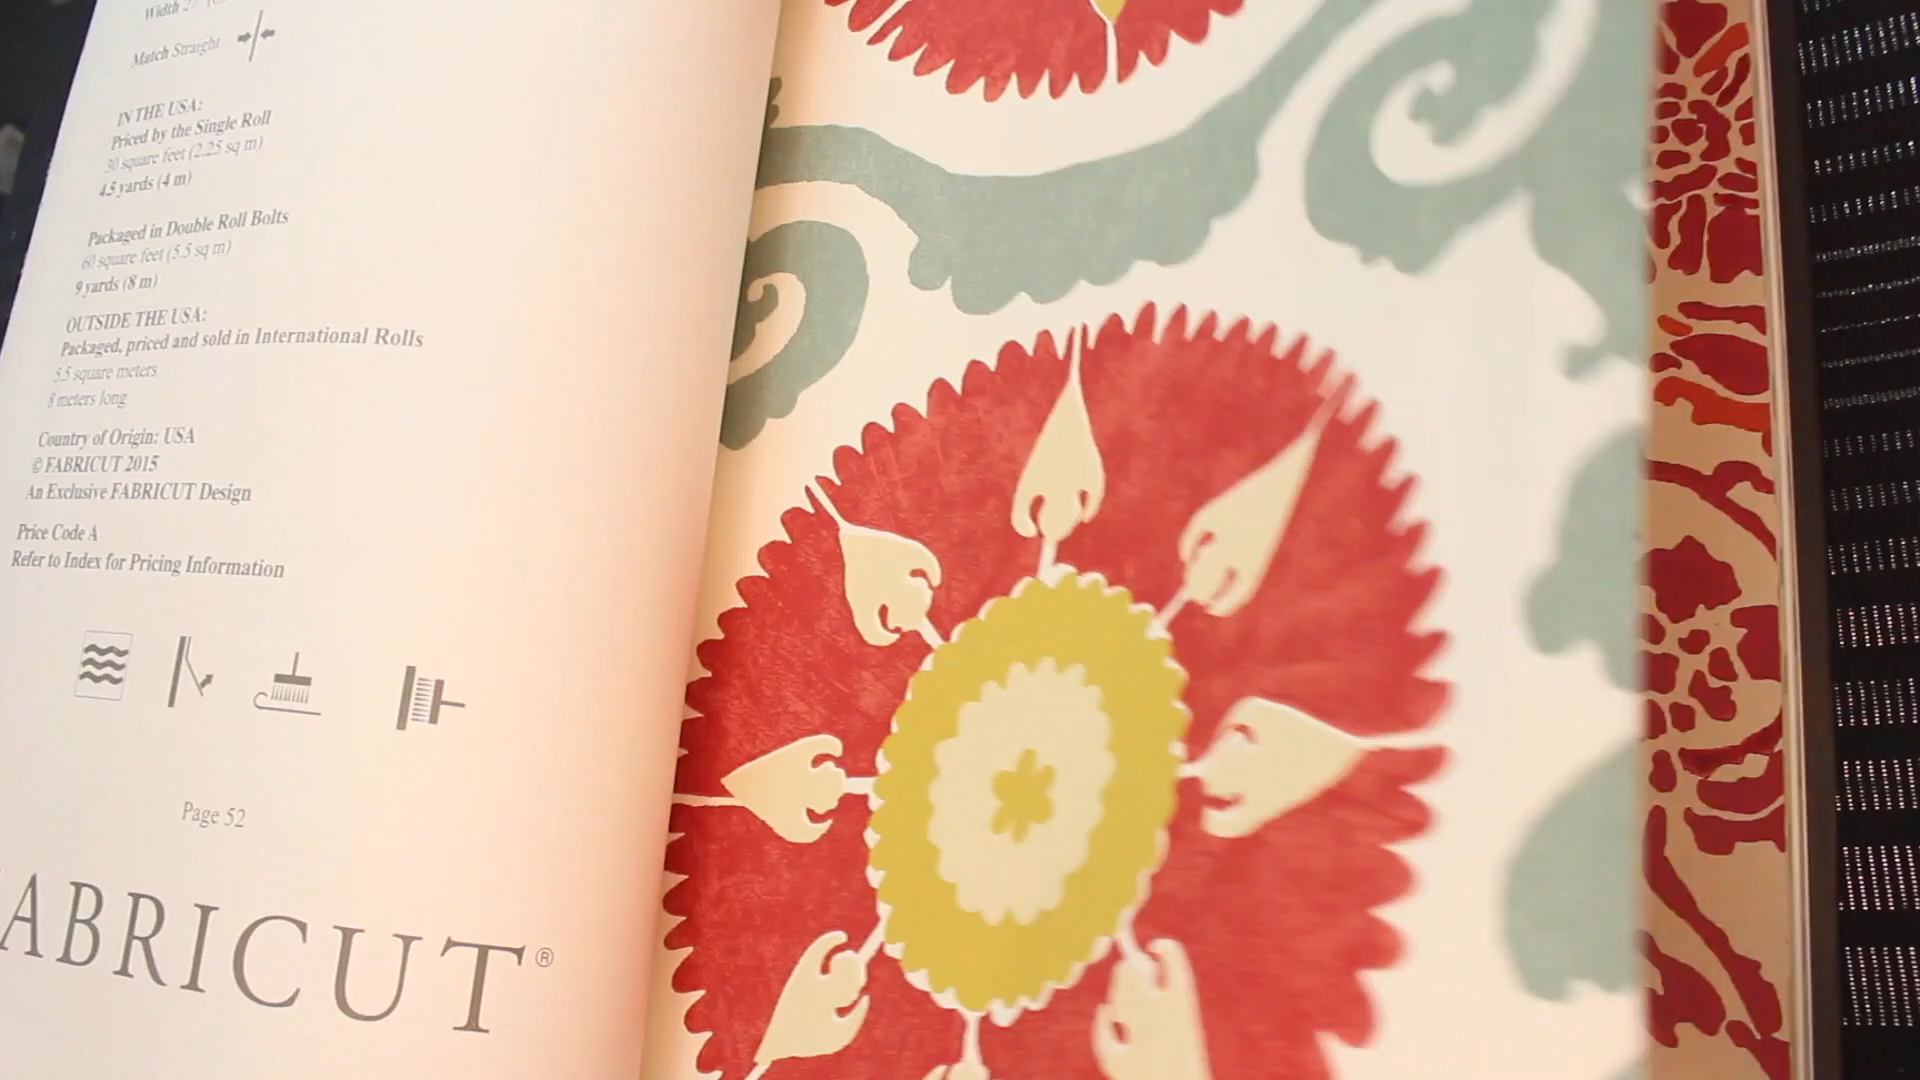 Width 27"
Match Straight
IN THE USA:
Priced by the Single Roll
30 square feet (2.25 sq m)
4.5 yards (4 m)
Packaged in Double Roll Bolts
60 square feet (5.5 sq m)
9 yards (8 m)
OUTSIDE THE USA:
Packaged, priced and sold in International Rolls
5.5 square meters
8 meters long
Country of Origin: USA
© FABRICUT 2015
An Exclusive FABRICUT Design
Price Code A
Refer to Index for Pricing Information
Page 52
FABRICUT®